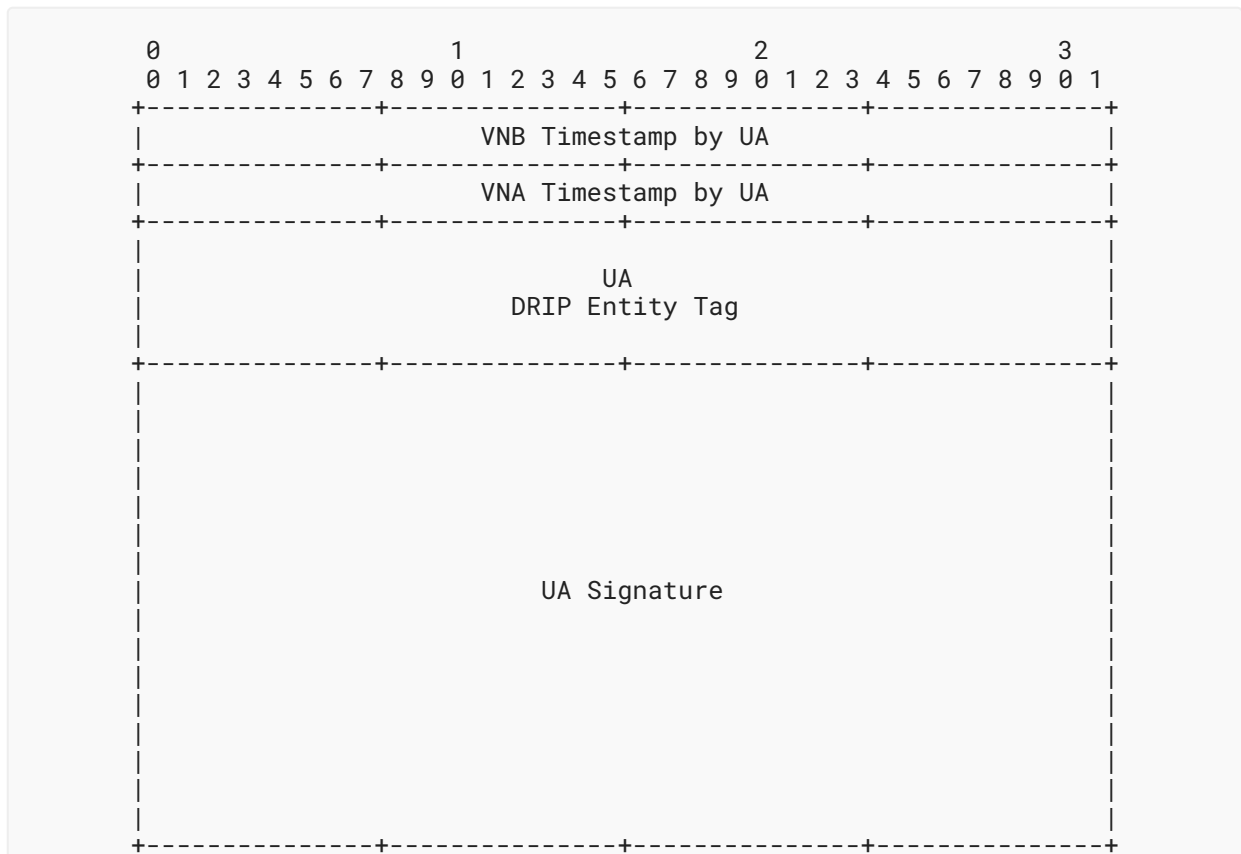 0                   1                   2                   3
0 1 2 3 4 5 6 7 8 9 0 1 2 3 4 5 6 7 8 9 0 1 2 3 4 5 6 7 8 9 0 1
VNB Timestamp by UA
VNA Timestamp by UA
UA
DRIP Entity Tag
UA Signature